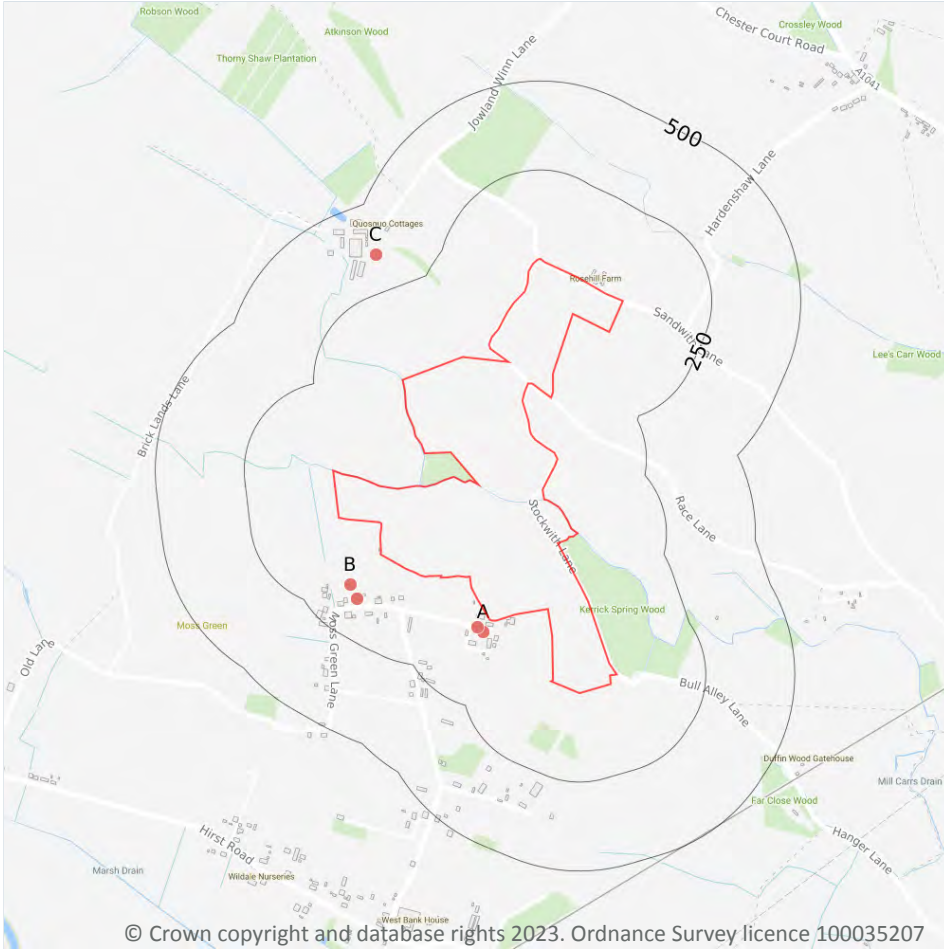 Robson Wood
Crossley Wood
Chester Court Road
Atkinson Wood
Thorny Shaw Plantation
Jowland Winn Lane
A1041
500
Hardenshaw Lane
Quosquo Cottages
C
Rosehill Farm
Sandwith Lane
250
Lee's Carr Wood
Brick Lands Lane
Stockwith Lane
Race Lane
B
A
Kerrick Spring Wood
Moss Green
Moss Green Lane
Old Lane
Bull Alley Lane
Duffin Wood Gatehouse
Mill Carrs Drain
Far Close Wood
Hirst Road
Hanger Lane
Marsh Drain
Wildale Nurseries
West Bank House
© Crown copyright and database rights 2023. Ordnance Survey licence 100035207